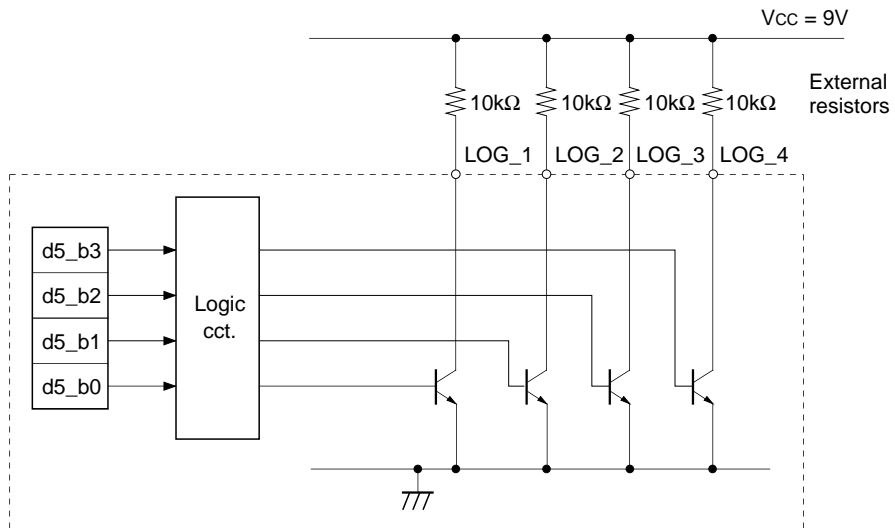 VCC = 9V
External
resistors
10kΩ 10kΩ 10kΩ 10kΩ
LOG_1 LOG_2 LOG_3 LOG_4
d5_b3
d5_b2
d5_b1
d5_b0
Logic
cct.